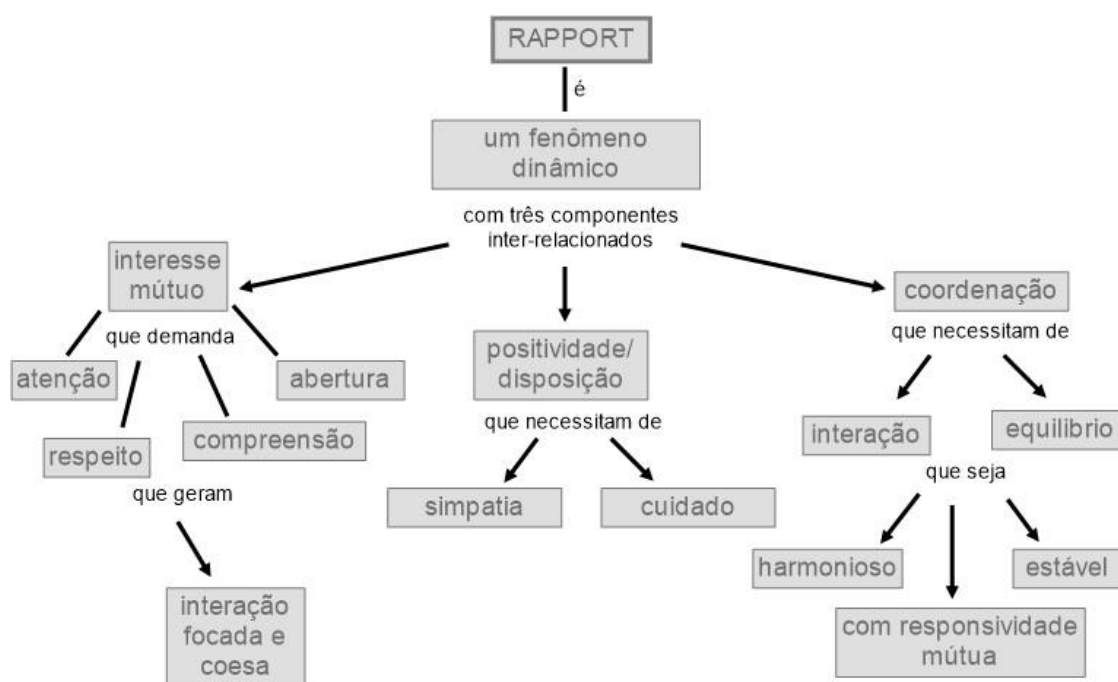 RAPPORT
é
um fenômeno
dinâmico
com três componentes
inter-relacionados
interesse
mútuo
que demanda
atenção
abertura
respeito
compreensão
que geram
interação
focada e
coesa
positividade/
disposição
que necessitam de
simpatia
cuidado
coordenação
que necessitam de
interação
equilibrio
que seja
harmonioso
estável
com responsividade
mútua